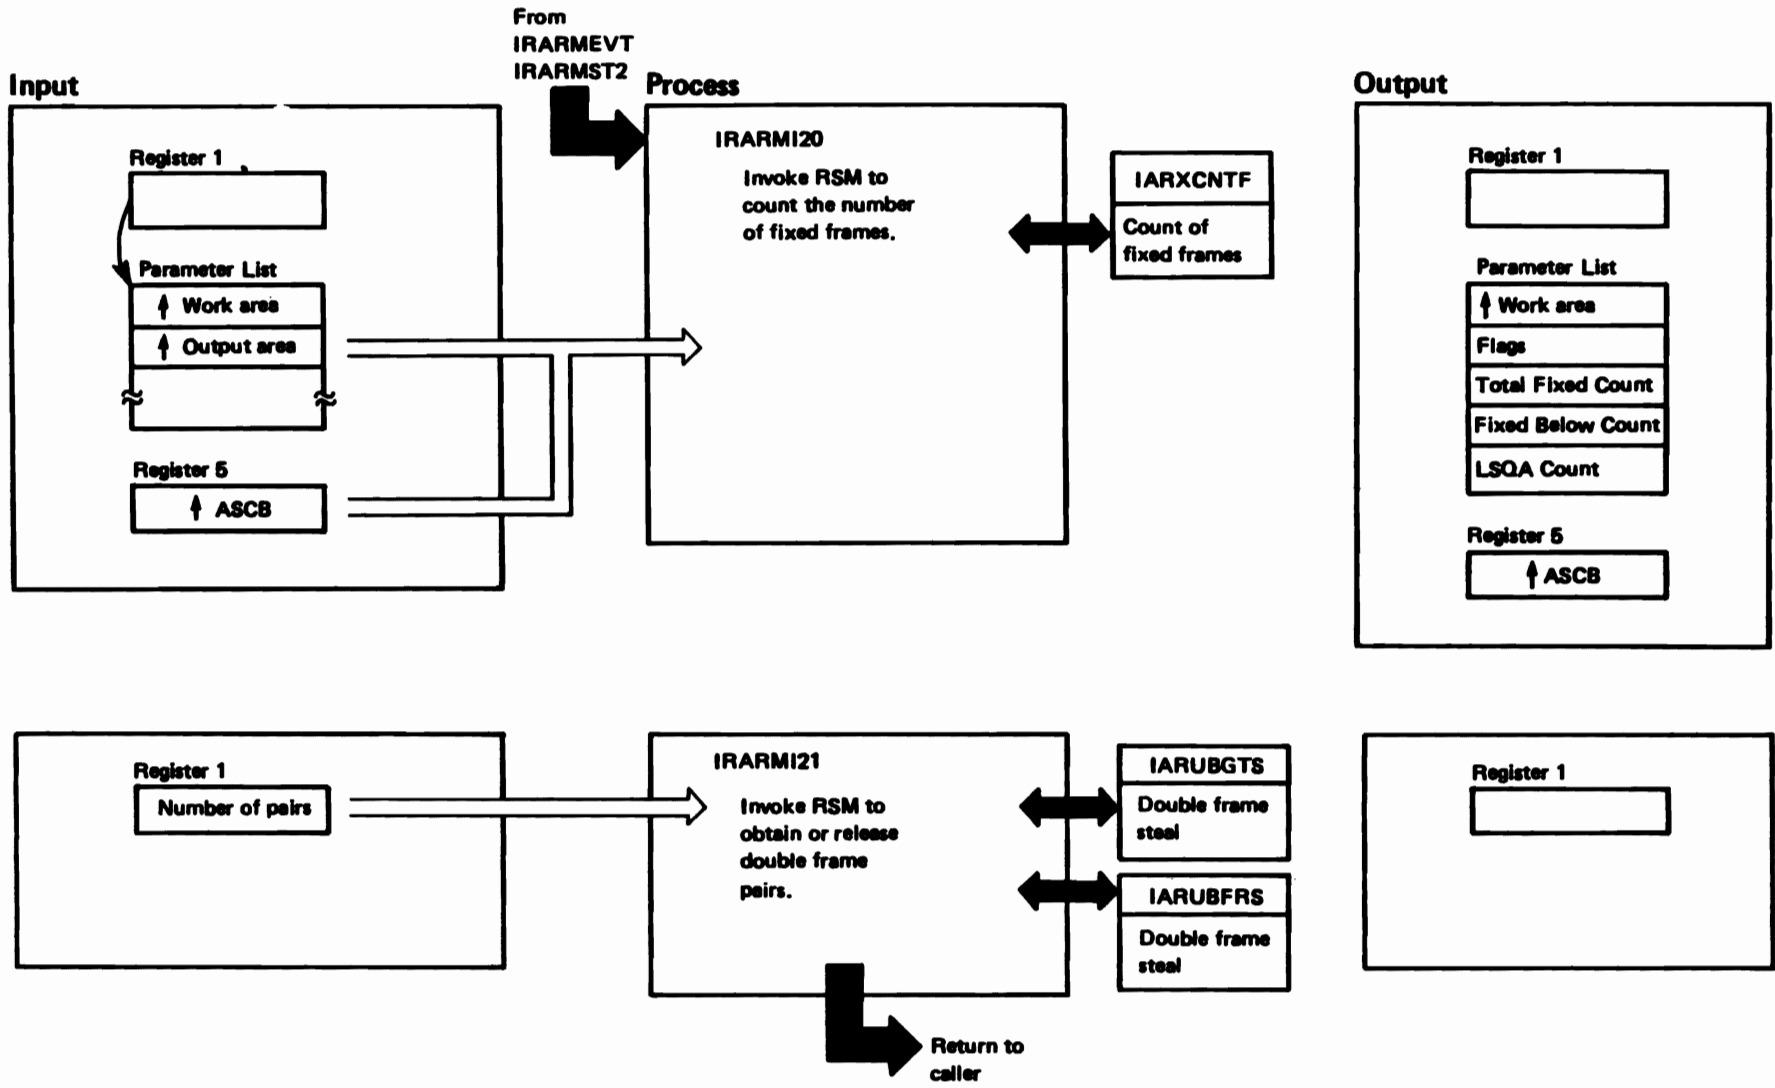 From
IRARMEVT
IRARMST2
Input
Process
Output
Register 1
Parameter List
Work area
Output area
Register 5
ASCB
IRARMI20
Invoke RSM to
count the number
of fixed frames.
IARXCNTF
Count of
fixed frames
Register 1
Parameter List
Work area
Flags
Total Fixed Count
Fixed Below Count
LSQA Count
Register 5
ASCB
Register 1
Number of pairs
IRARMI21
Invoke RSM to
obtain or release
double frame
pairs.
IARUBGTS
Double frame
steal
IARUBFRS
Double frame
steal
Register 1
Return to
caller